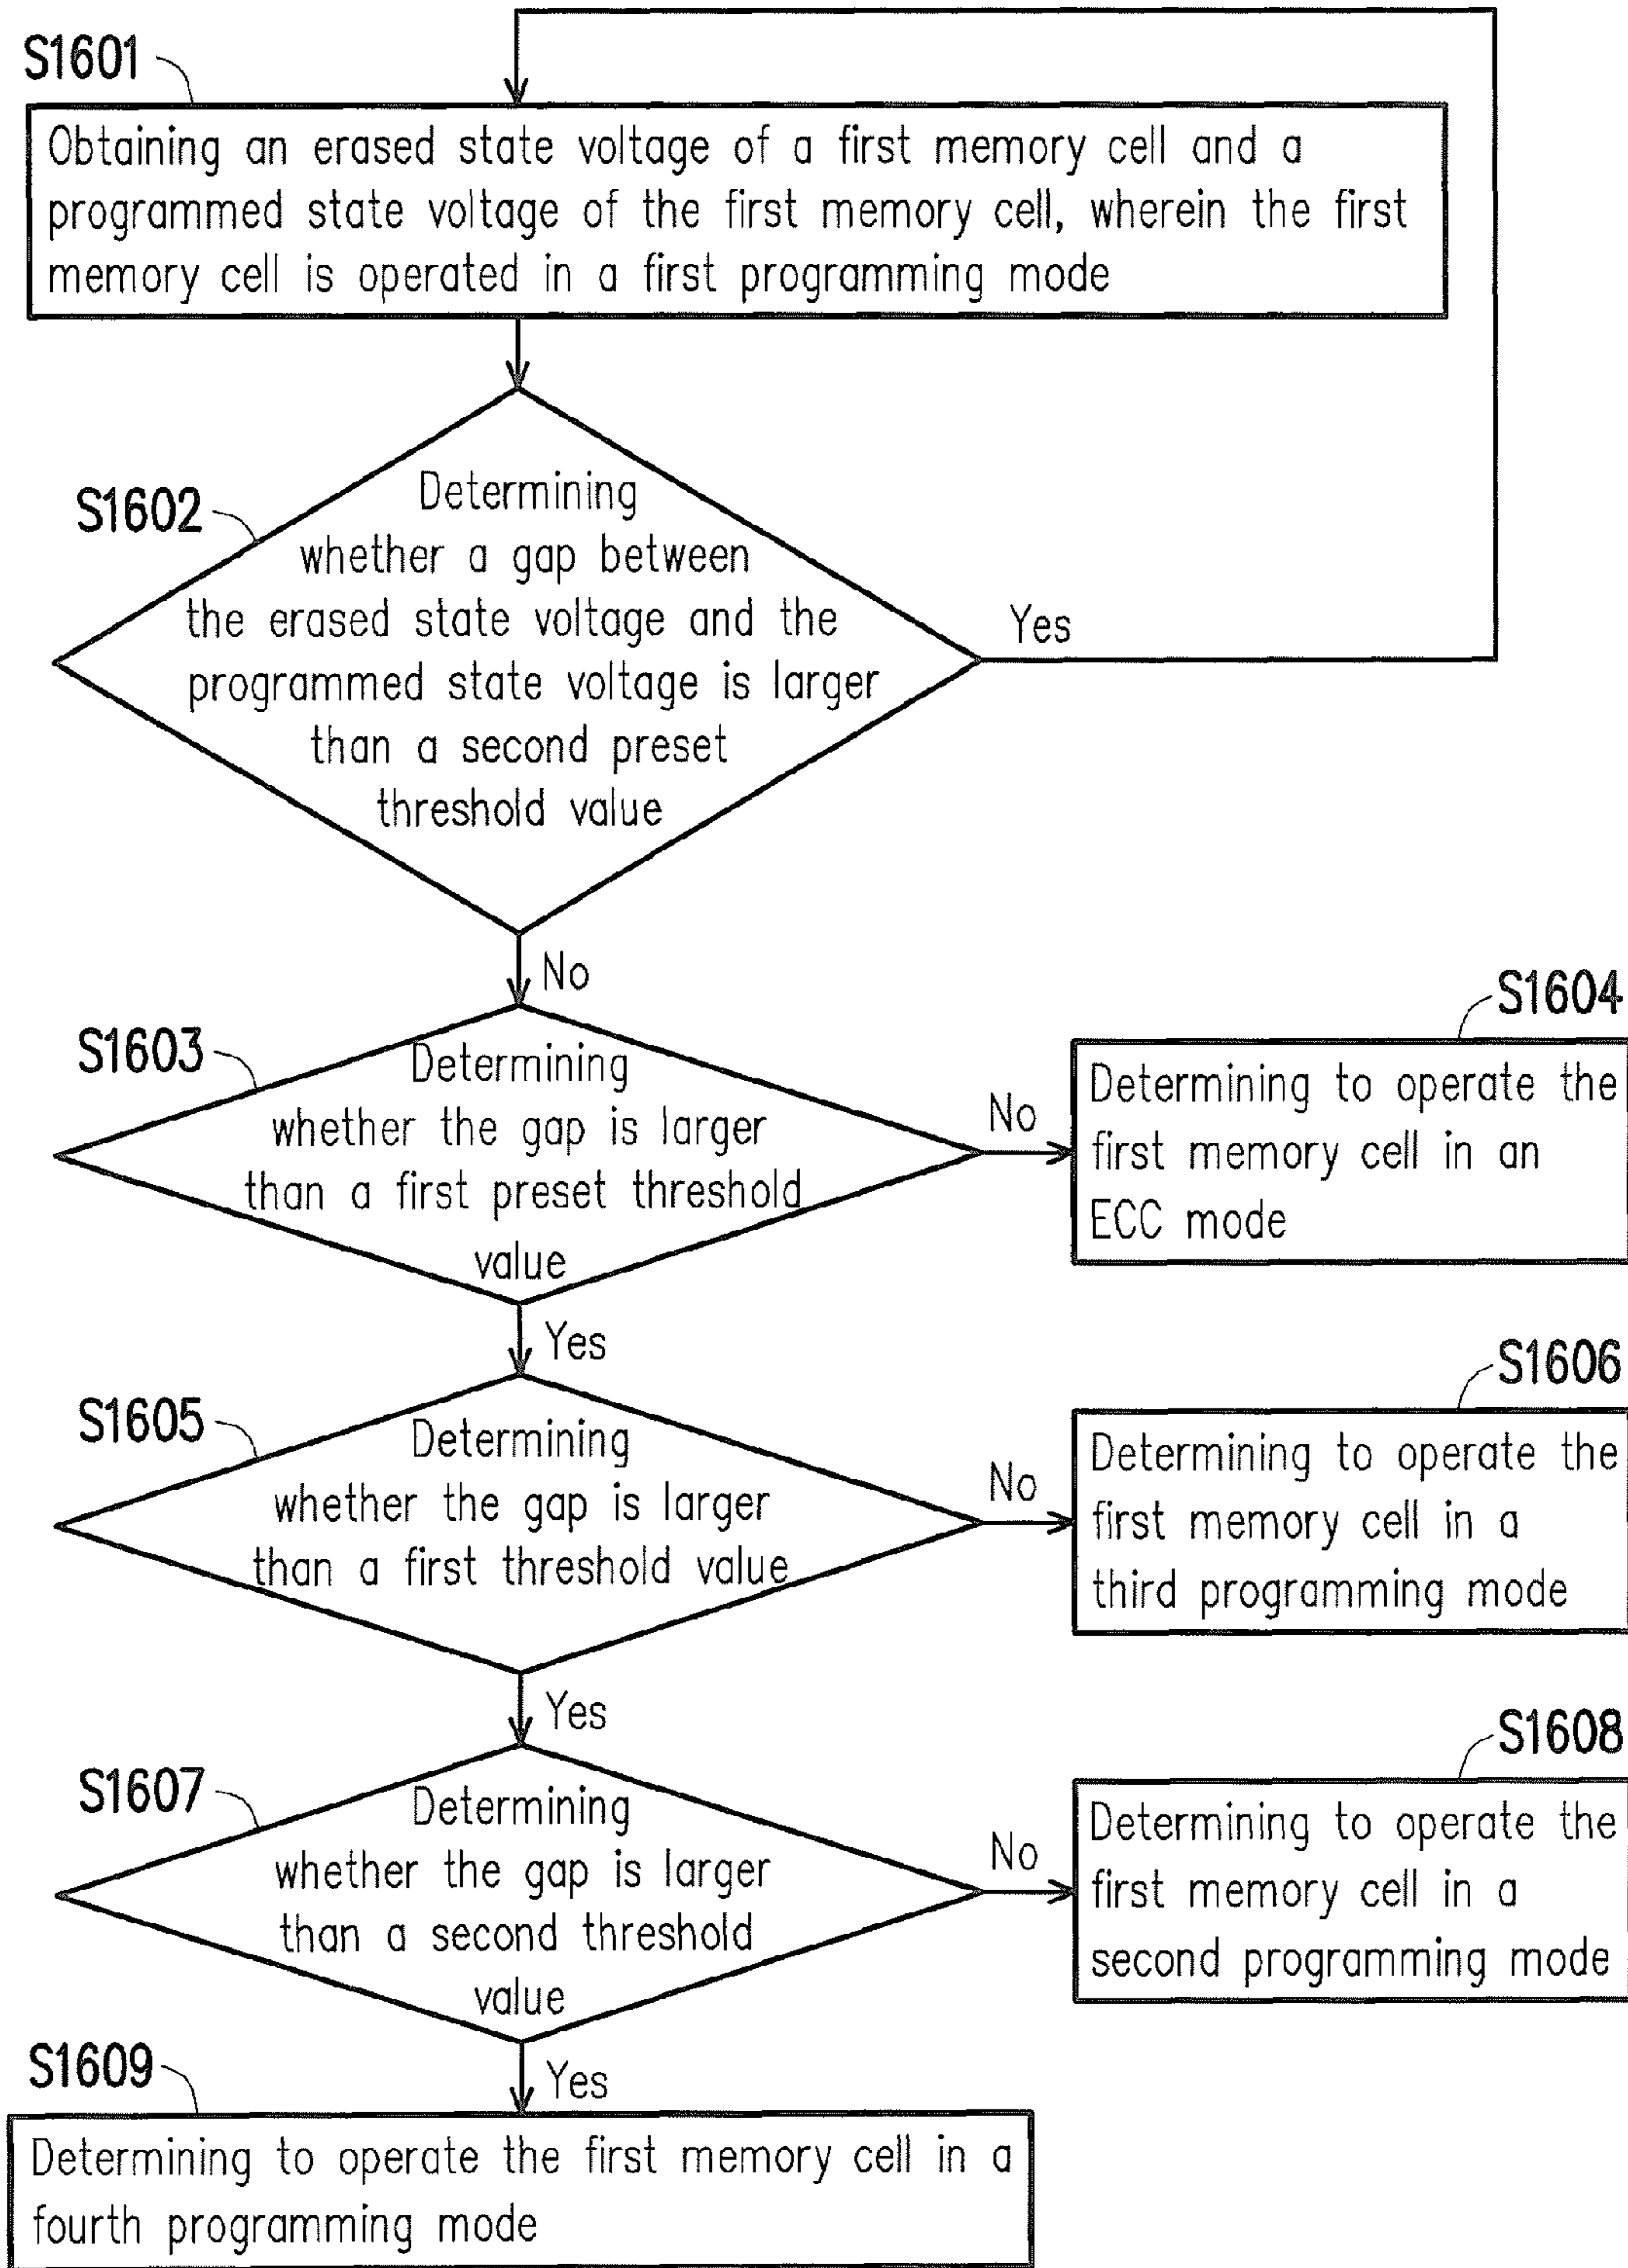 S1601
Obtaining an erased state voltage of a first memory cell and a
programmed state voltage of the first memory cell, wherein the first
memory cell is operated in a first programming mode
S1602
Determining
whether a gap between
the erased state voltage and the
programmed state voltage is larger
than a second preset
threshold value
Yes
No
S1603
Determining
whether the gap is larger
than a first preset threshold
value
No
S1604
Determining to operate the
first memory cell in an
ECC mode
Yes
S1605
Determining
whether the gap is larger
than a first threshold value
No
S1606
Determining to operate the
first memory cell in a
third programming mode
Yes
S1607
Determining
whether the gap is larger
than a second threshold
value
No
S1608
Determining to operate the
first memory cell in a
second programming mode
Yes
S1609
Determining to operate the first memory cell in a
fourth programming mode